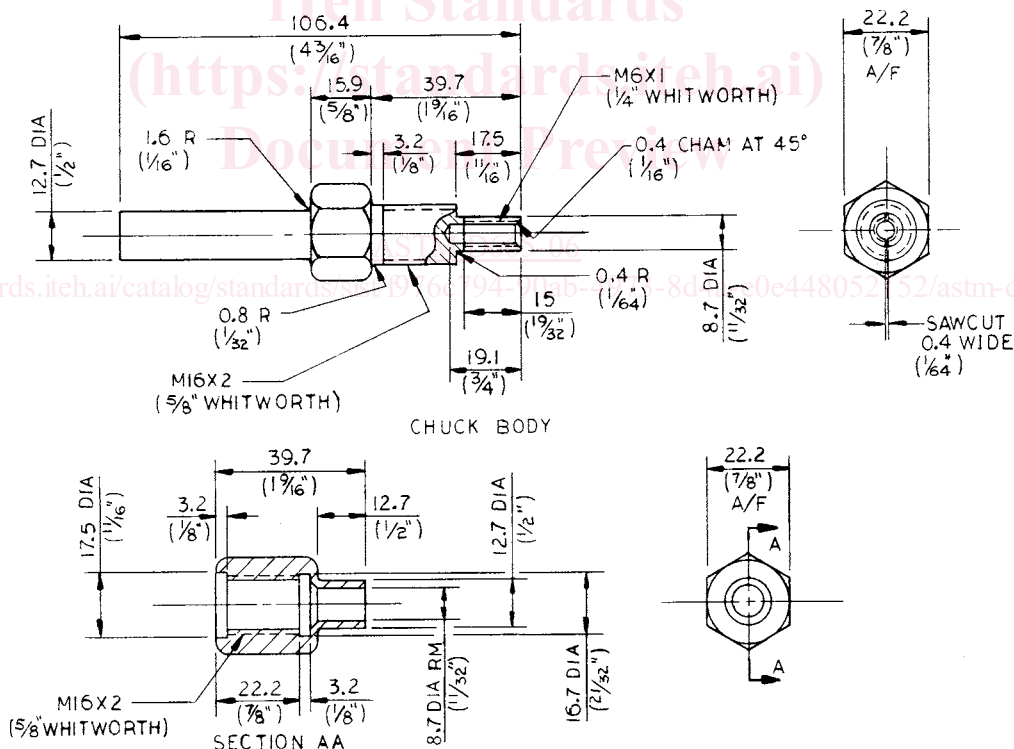 iTeh Standards
(https://standards.iteh.ai)
Document Preview
106.4
(4 3/16")
22.2
(7/8")
A/F
15.9
(5/8")
39.7
(1 9/16")
M6X1
(1/4" WHITWORTH)
12.7 DIA
(1/2")
1.6 R
(1/16")
3.2
(1/8")
17.5
(11/16")
0.4 CHAM AT 45°
(1/16")
0.8 R
(1/32")
0.4 R
(1/64")
15
(19/32")
8.7 DIA
(11/32")
SAWCUT
0.4 WIDE
(1/64")
M16X2
(5/8" WHITWORTH)
19.1
(3/4")
CHUCK BODY
39.7
(1 9/16")
22.2
(7/8")
A/F
17.5 DIA
(11/16")
3.2
(1/8")
12.7
(1/2")
12.7 DIA
(1/2")
A
A
M16X2
(5/8" WHITWORTH)
22.2
(7/8")
3.2
(1/8")
8.7 DIA RM
(11/32")
16.7 DIA
(21/32")
SECTION AA